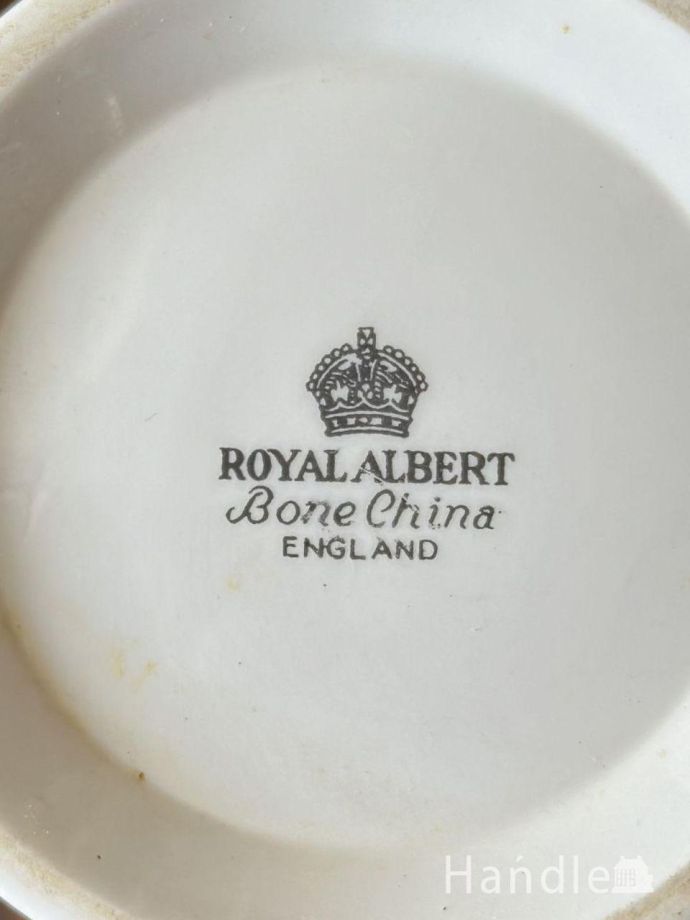 ROYAL ALBERT
Bone China
ENGLAND
Handle